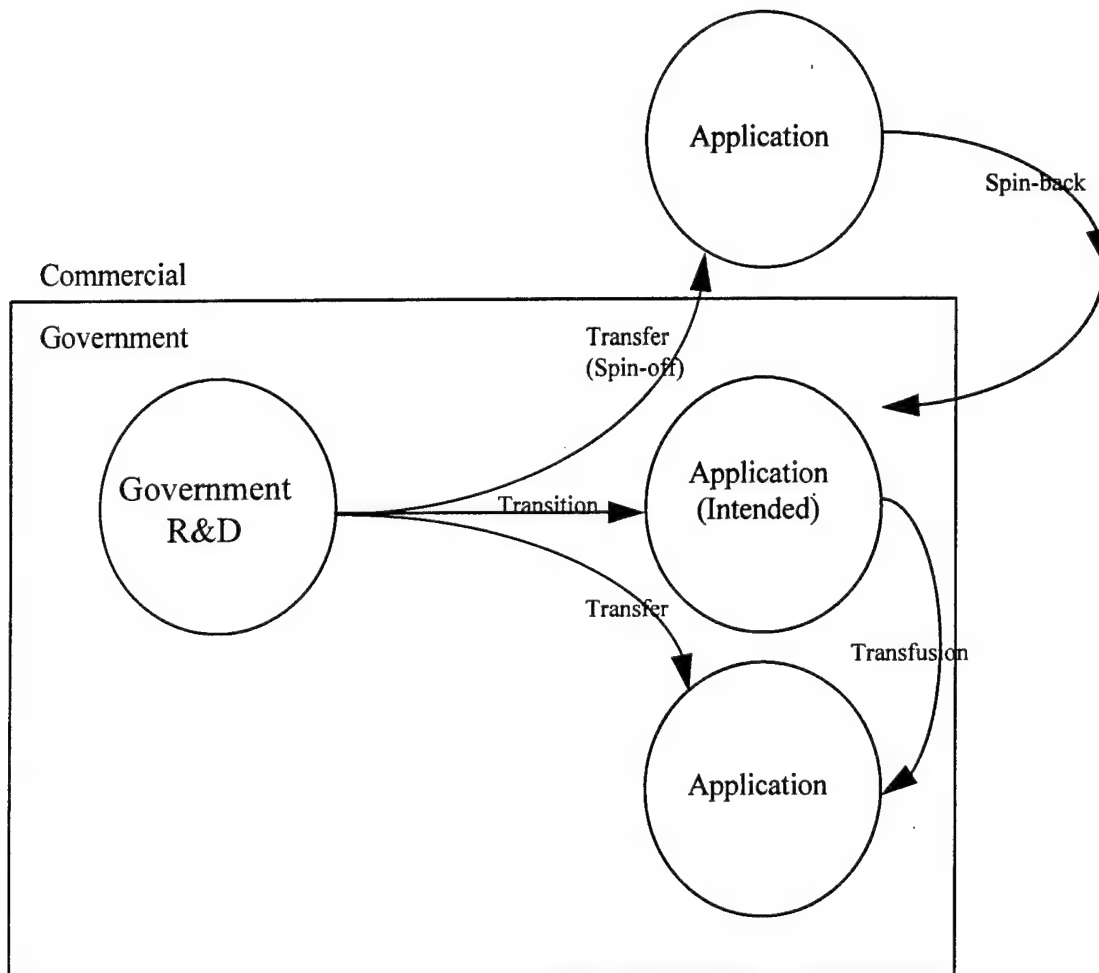 Application
Spin-back
Commercial
Government
Transfer
(Spin-off)
Government
R&D
Transition
Application
(Intended)
Transfer
Transfusion
Application